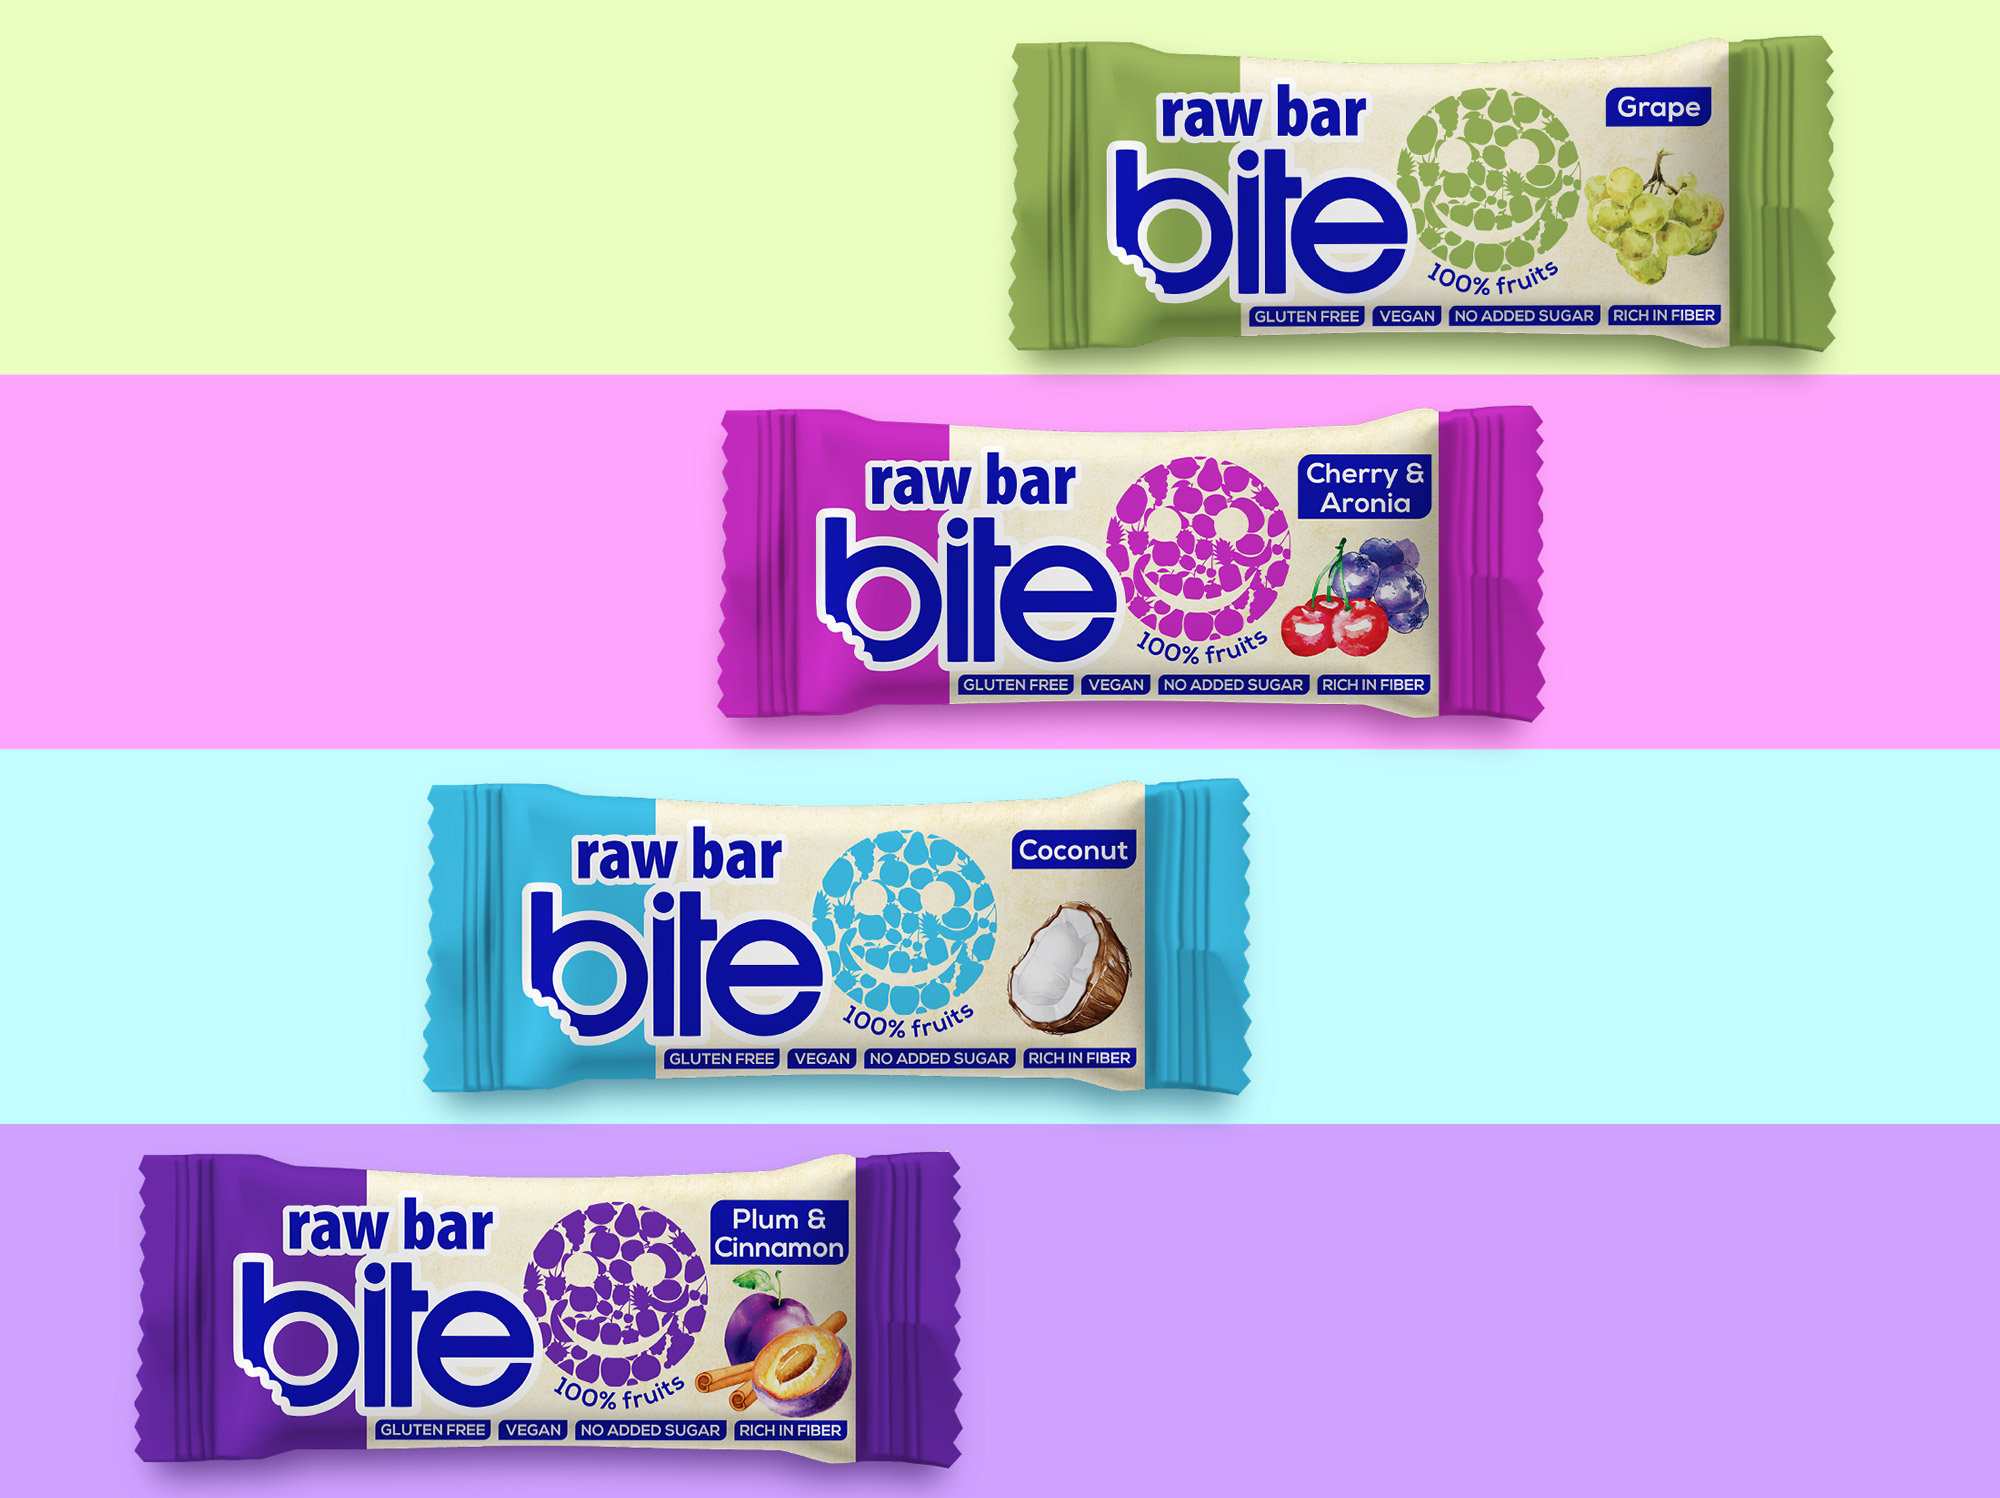 raw bar
bite
100% fruits
Grape
GLUTEN FREE VEGAN NO ADDED SUGAR RICH IN FIBER
raw bar
bite
100% fruits
Cherry &
Aronia
GLUTEN FREE VEGAN NO ADDED SUGAR RICH IN FIBER
raw bar
bite
100% fruits
Coconut
GLUTEN FREE VEGAN NO ADDED SUGAR RICH IN FIBER
raw bar
bite
100% fruits
Plum &
Cinnamon
GLUTEN FREE VEGAN NO ADDED SUGAR RICH IN FIBER